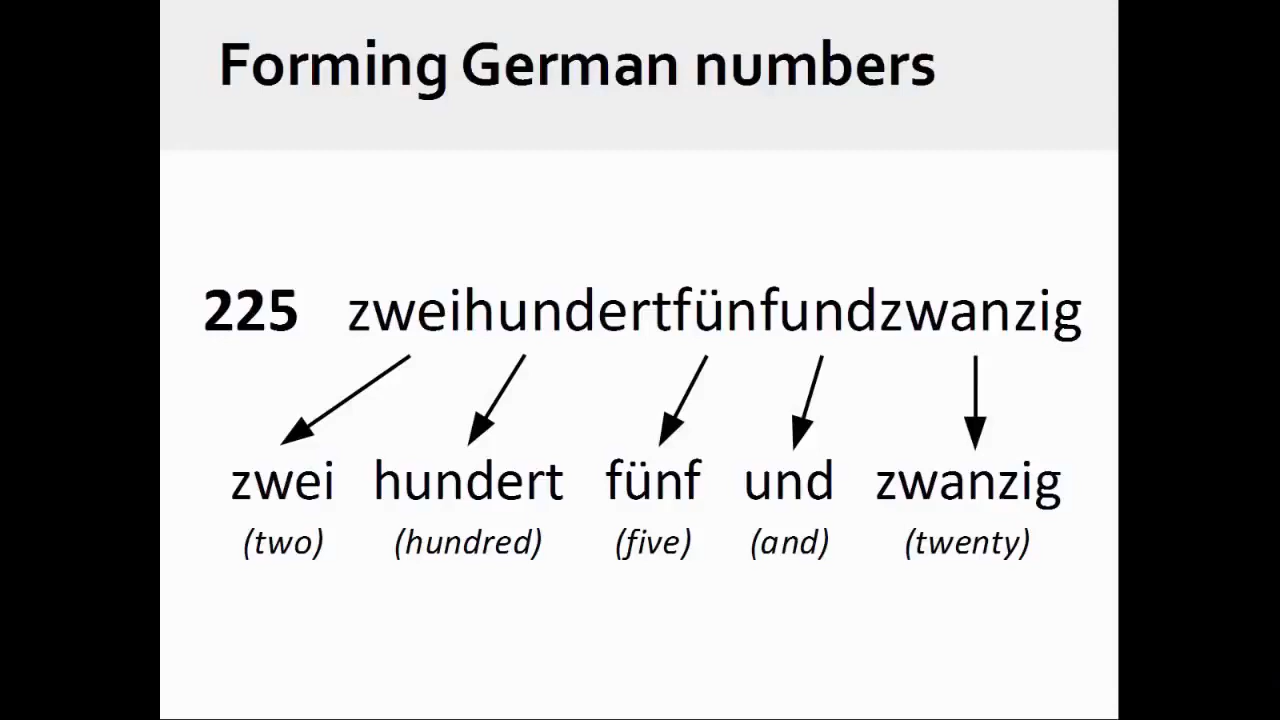 Forming German numbers
225 zweihundertfünfundzwanzig
zwei hundert fünf und zwanzig
(two) (hundred) (five) (and) (twenty)